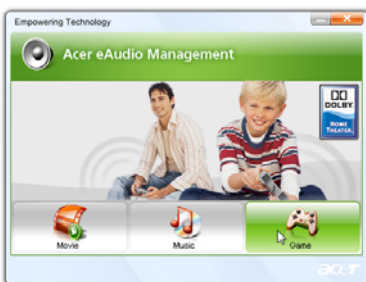 Empowering Technology
Acer eAudio Management
DOLBY
HOME
THEATER
Movie
Music
Game
acer